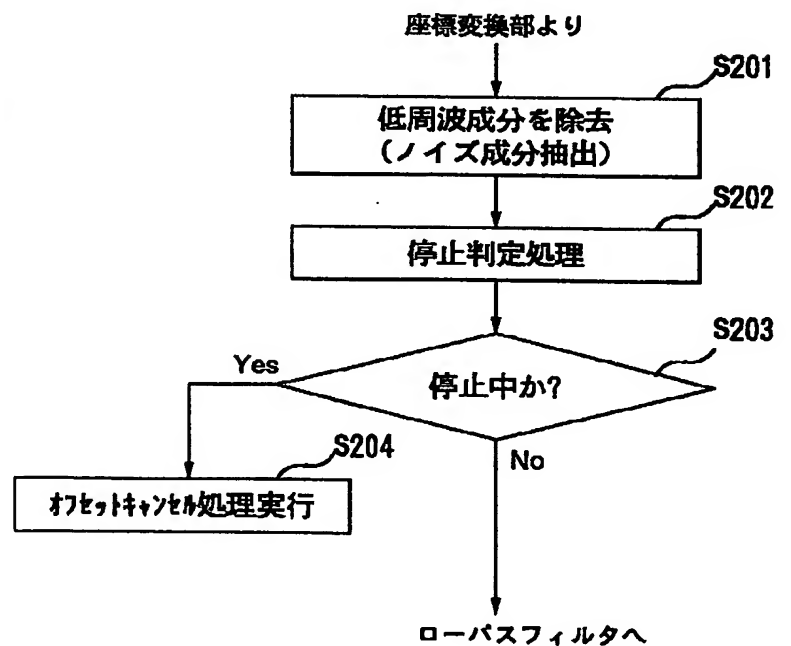 座標変換部より
S201
低周波成分を除去
(ノイズ成分抽出)
S202
停止判定処理
S203
停止中か?
Yes
No
S204
ｵﾌｾｯﾄｷｬﾝｾﾙ処理実行
ローパスフィルタへ